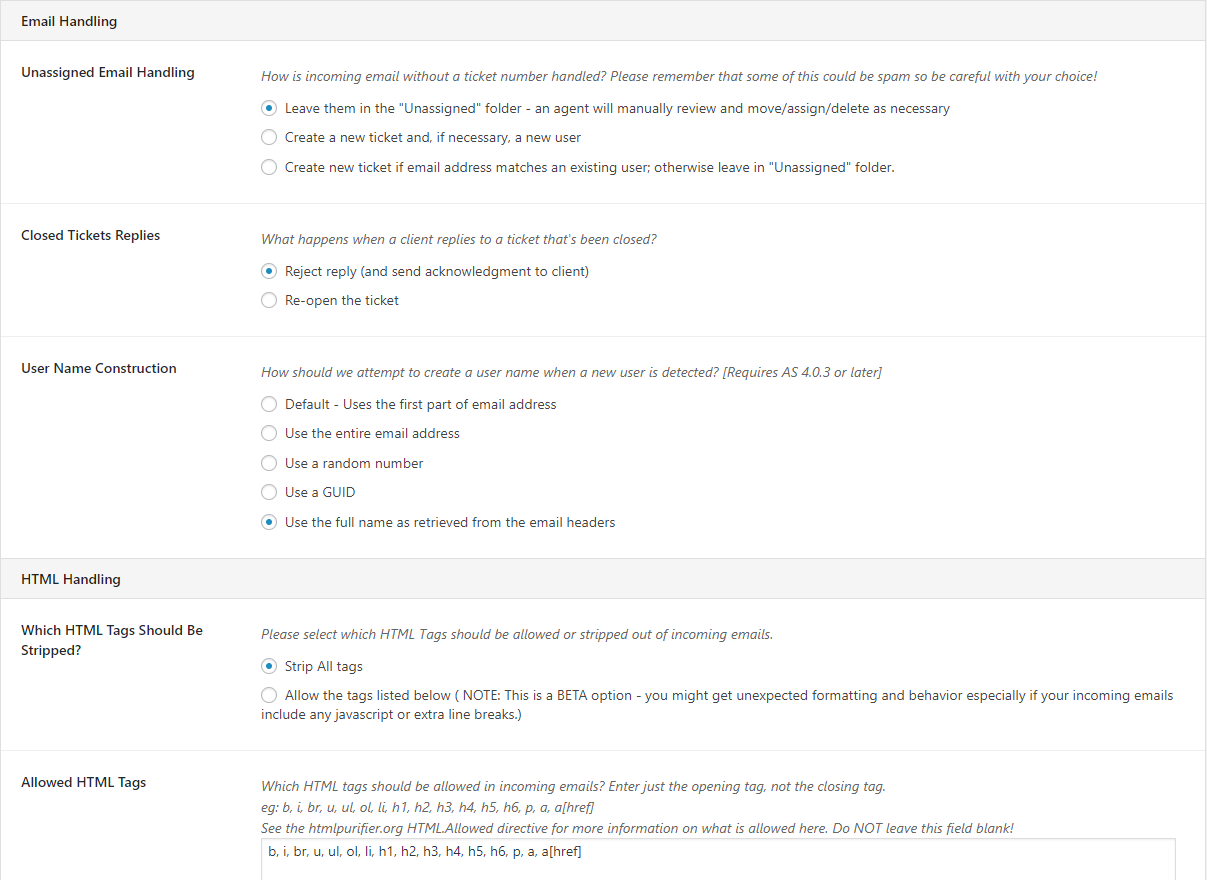 Email Handling
Unassigned Email Handling
How is incoming email without a ticket number handled? Please remember that some of this could be spam so be careful with your choice!
Leave them in the "Unassigned" folder - an agent will manually review and move/assign/delete as necessary
Create a new ticket and, if necessary, a new user
Create new ticket if email address matches an existing user; otherwise leave in "Unassigned" folder.
Closed Tickets Replies
What happens when a client replies to a ticket that's been closed?
Reject reply (and send acknowledgment to client)
Re-open the ticket
User Name Construction
How should we attempt to create a user name when a new user is detected? [Requires AS 4.0.3 or later]
Default - Uses the first part of email address
Use the entire email address
Use a random number
Use a GUID
Use the full name as retrieved from the email headers
HTML Handling
Which HTML Tags Should Be
Stripped?
Please select which HTML Tags should be allowed or stripped out of incoming emails.
Strip All tags
Allow the tags listed below ( NOTE: This is a BETA option - you might get unexpected formatting and behavior especially if your incoming emails
include any javascript or extra line breaks.)
Allowed HTML Tags
Which HTML tags should be allowed in incoming emails? Enter just the opening tag, not the closing tag.
eg: b, i, br, u, ul, ol, li, h1, h2, h3, h4, h5, h6, p, a, a[href]
See the htmlpurifier.org HTML.Allowed directive for more information on what is allowed here. Do NOT leave this field blank!
b, i, br, u, ul, ol, li, h1, h2, h3, h4, h5, h6, p, a, a[href]